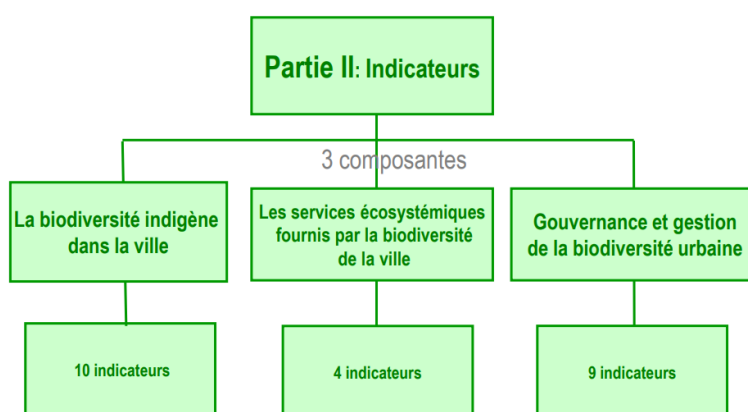 Partie II: Indicateurs
3 composantes
La biodiversité indigène
dans la ville
Les services écosystémiques
fournis par la biodiversité
de la ville
Gouvernance et gestion
de la biodiversité urbaine
10 indicateurs
4 indicateurs
9 indicateurs